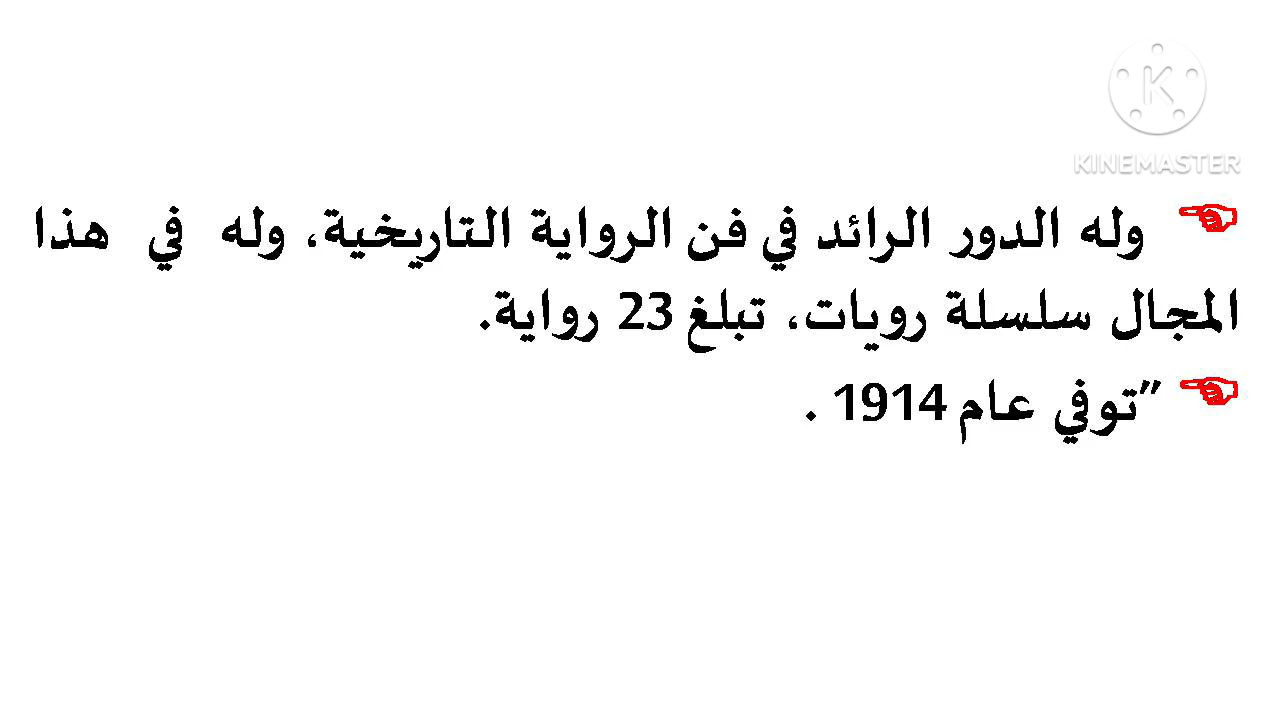 KINEMASTER
☜ وله الدور الرائد في فن الرواية التاريخية، وله في هذا
المجال سلسلة رويات، تبلغ 23 رواية.
☜ ”توفي عام 1914 .